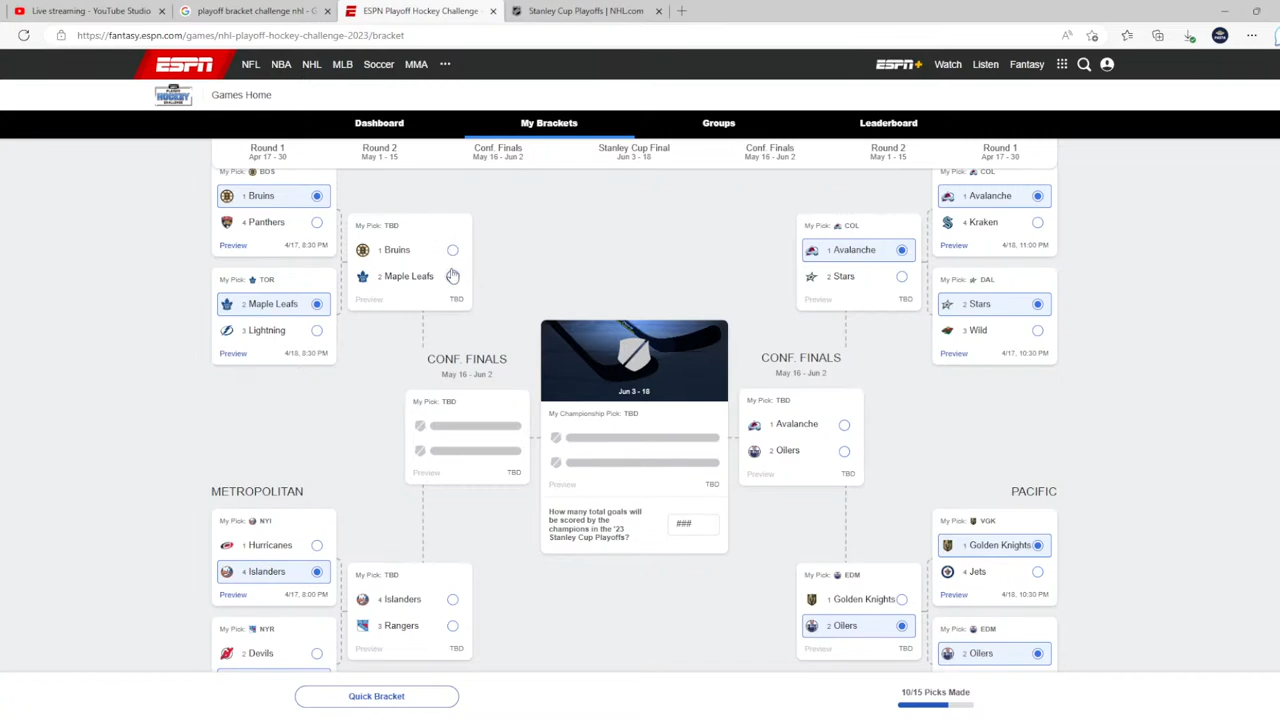 Live streaming - YouTube Studio
playoff bracket challenge nhl - G
ESPN Playoff Hockey Challenge -
Stanley Cup Playoffs | NHL.com
https://fantasy.espn.com/games/nhl-playoff-hockey-challenge-2023/bracket
ESPN NFL NBA NHL MLB Soccer MMA
ESPN+ Watch Listen Fantasy
Games Home
Dashboard My Brackets Groups Leaderboard
Round 1 Round 2 Conf. Finals Stanley Cup Final Conf. Finals Round 2 Round 1
Apr 17 - 30 May 1 - 15 May 16 - Jun 2 Jun 3 - 18 May 16 - Jun 2 May 1 - 15 Apr 17 - 30
My Pick: BOS
1 Bruins
4 Panthers
Preview 4/17, 8:30 PM
My Pick: TOR
2 Maple Leafs
3 Lightning
Preview 4/18, 8:30 PM
My Pick: TBD
1 Bruins
2 Maple Leafs
Preview TBD
CONF. FINALS
May 16 - Jun 2
My Pick: TBD
Preview TBD
METROPOLITAN
My Pick: NYI
1 Hurricanes
4 Islanders
Preview 4/17, 8:00 PM
My Pick: NYR
2 Devils
My Pick: TBD
4 Islanders
3 Rangers
Preview TBD
Jun 3 - 18
My Championship Pick: TBD
Preview TBD
How many total goals will
be scored by the
champions in the '23
Stanley Cup Playoffs?
###
My Pick: COL
1 Avalanche
2 Stars
Preview TBD
CONF. FINALS
May 16 - Jun 2
My Pick: TBD
1 Avalanche
2 Oilers
Preview TBD
My Pick: EDM
1 Golden Knights
2 Oilers
Preview TBD
My Pick: COL
1 Avalanche
4 Kraken
Preview 4/18, 11:00 PM
My Pick: DAL
2 Stars
3 Wild
Preview 4/17, 10:30 PM
PACIFIC
My Pick: VGK
1 Golden Knights
4 Jets
Preview 4/18, 10:30 PM
My Pick: EDM
2 Oilers
Quick Bracket
10/15 Picks Made